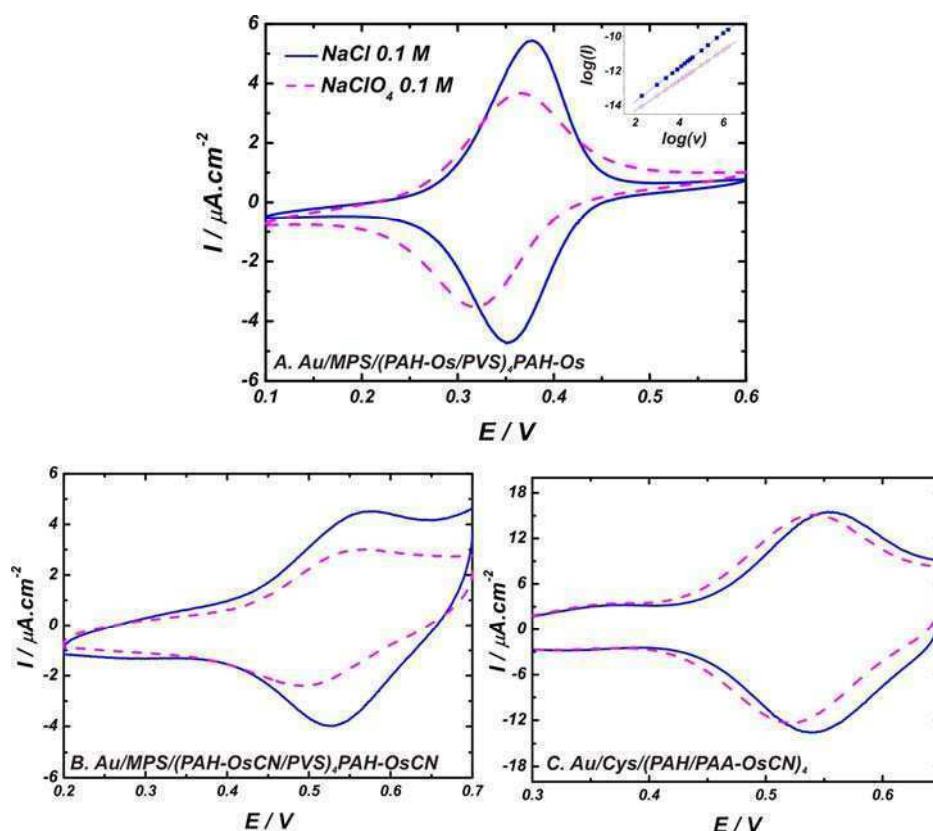 6
4
2
0
-2
-4
-6
I / µA.cm-2
NaCl 0.1 M
NaClO4 0.1 M
-10
-12
-14
log(I)
2 4 6
log(v)
A. Au/MPS/(PAH-Os/PVS)4PAH-Os
0.1 0.2 0.3 0.4 0.5 0.6
E / V
6
4
2
0
-2
-4
-6
I / µA.cm-2
B. Au/MPS/(PAH-OsCN/PVS)4PAH-OsCN
0.2 0.3 0.4 0.5 0.6 0.7
E / V
18
12
6
0
-6
-12
-18
I / µA.cm-2
C. Au/Cys/(PAH/PAA-OsCN)4
0.3 0.4 0.5 0.6
E / V